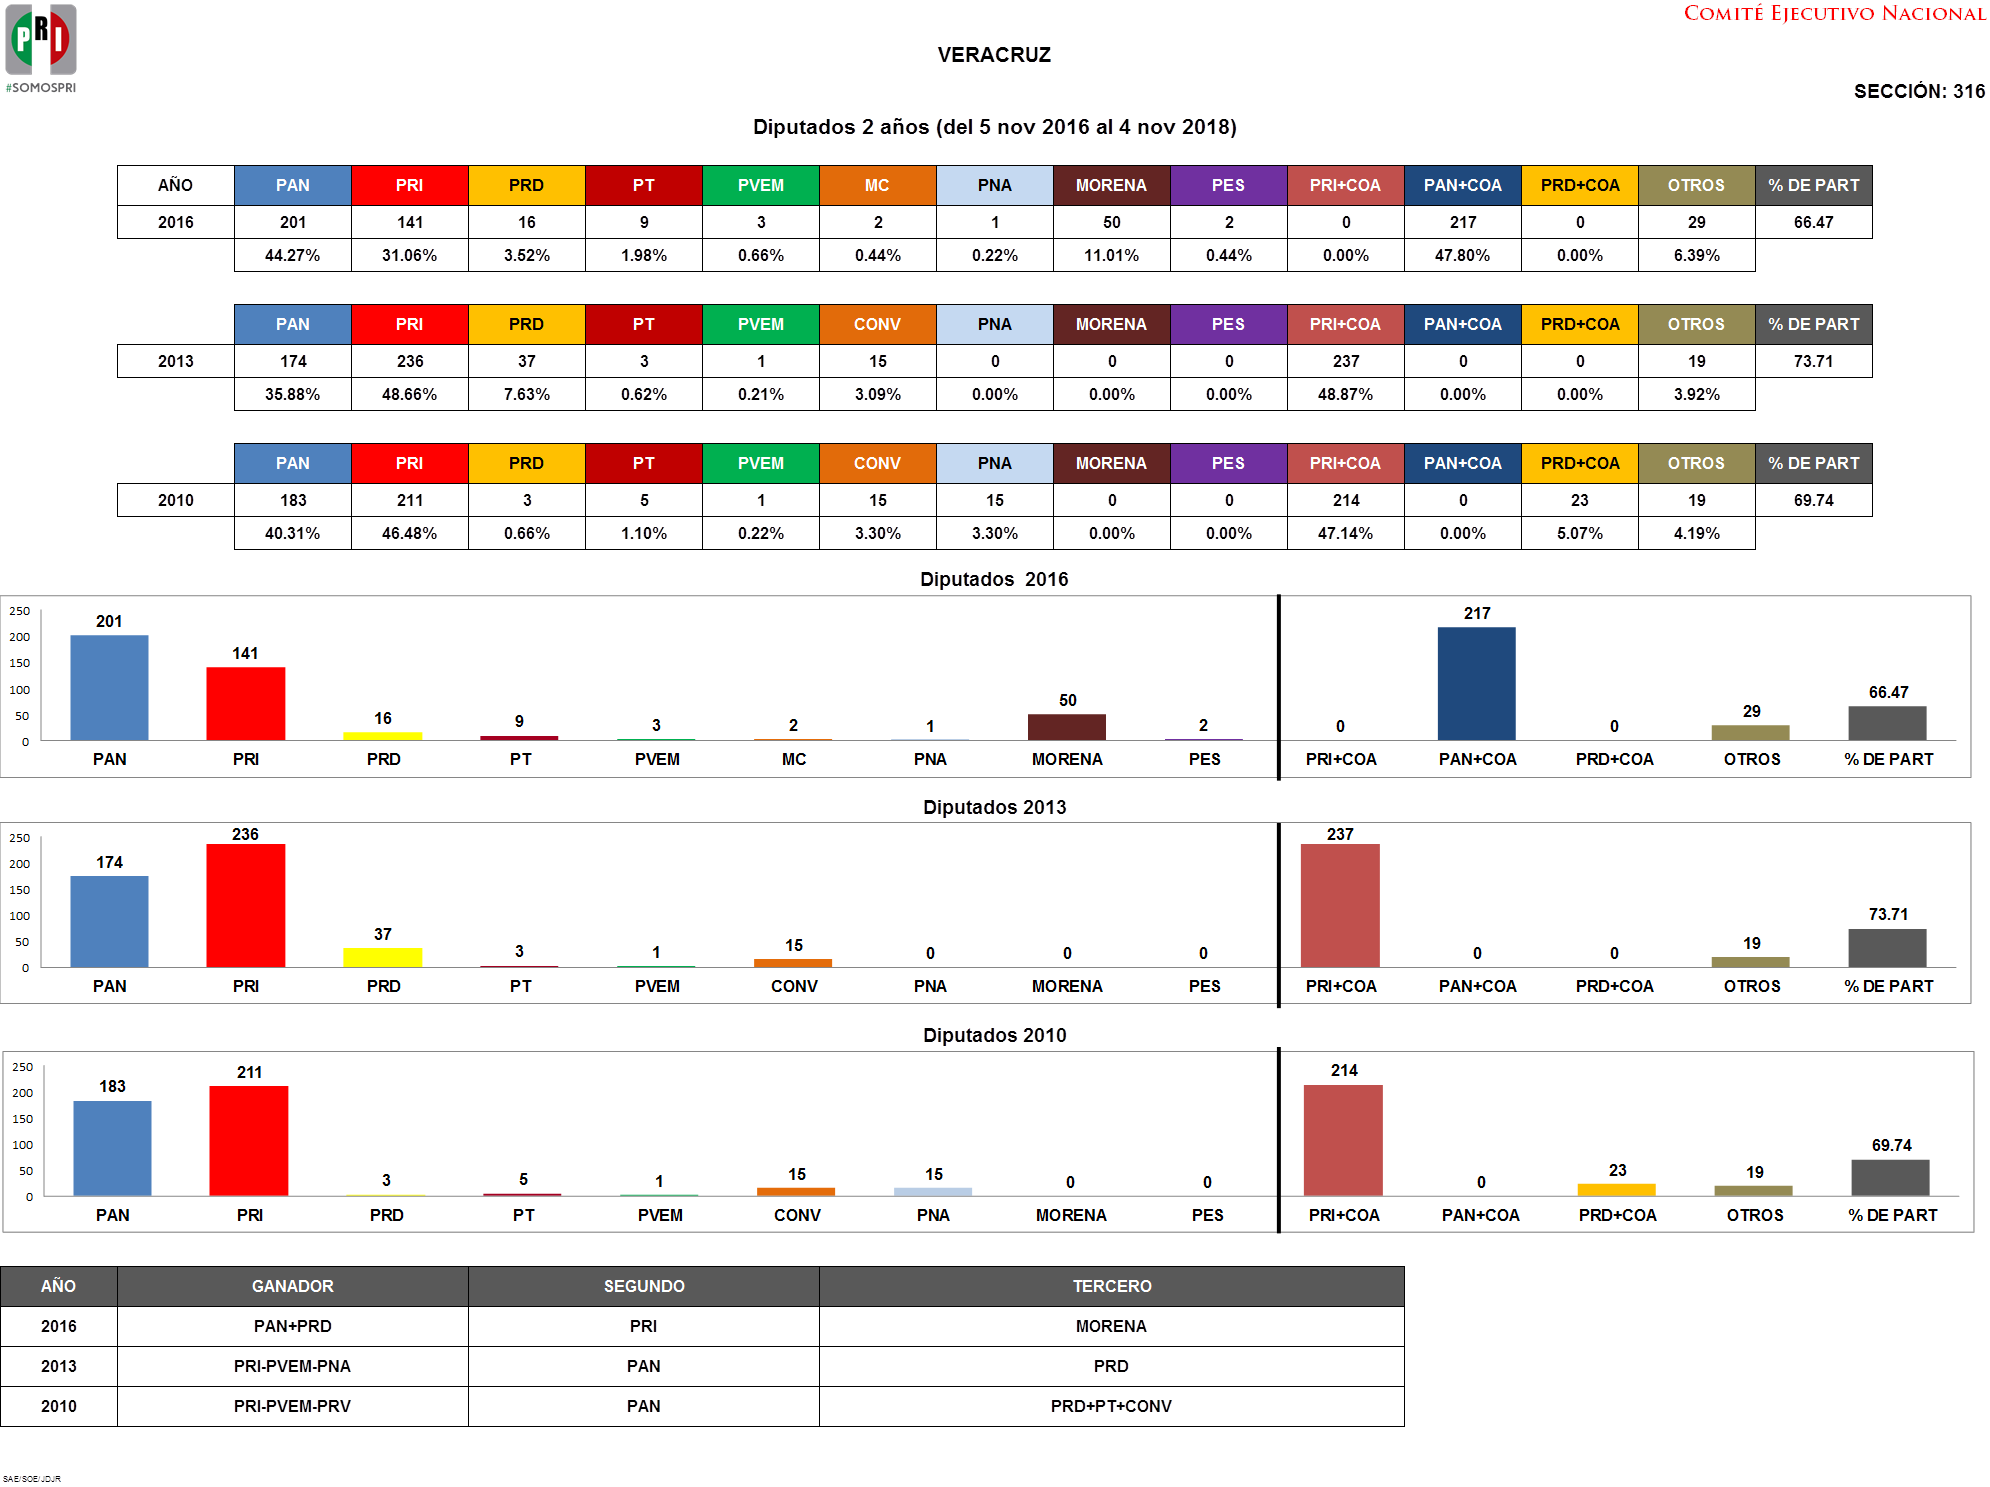 PRI
#SOMOSPRI
COMITÉ EJECUTIVO NACIONAL
VERACRUZ
SECCIÓN: 316
Diputados 2 años (del 5 nov 2016 al 4 nov 2018)
AÑO PAN PRI PRD PT PVEM MC PNA MORENA PES PRI+COA PAN+COA PRD+COA OTROS % DE PART
2016 201 141 16 9 3 2 1 50 2 0 217 0 29 66.47
44.27% 31.06% 3.52% 1.98% 0.66% 0.44% 0.22% 11.01% 0.44% 0.00% 47.80% 0.00% 6.39%
PAN PRI PRD PT PVEM CONV PNA MORENA PES PRI+COA PAN+COA PRD+COA OTROS % DE PART
2013 174 236 37 3 1 15 0 0 0 237 0 0 19 73.71
35.88% 48.66% 7.63% 0.62% 0.21% 3.09% 0.00% 0.00% 0.00% 48.87% 0.00% 0.00% 3.92%
PAN PRI PRD PT PVEM CONV PNA MORENA PES PRI+COA PAN+COA PRD+COA OTROS % DE PART
2010 183 211 3 5 1 15 15 0 0 214 0 23 19 69.74
40.31% 46.48% 0.66% 1.10% 0.22% 3.30% 3.30% 0.00% 0.00% 47.14% 0.00% 5.07% 4.19%
Diputados 2016
250
200
150
100
50
0
201 141 16 9 3 2 1 50 2 0 217 0 29 66.47
PAN PRI PRD PT PVEM MC PNA MORENA PES PRI+COA PAN+COA PRD+COA OTROS % DE PART
Diputados 2013
250
200
150
100
50
0
174 236 37 3 1 15 0 0 0 237 0 0 19 73.71
PAN PRI PRD PT PVEM CONV PNA MORENA PES PRI+COA PAN+COA PRD+COA OTROS % DE PART
Diputados 2010
250
200
150
100
50
0
183 211 3 5 1 15 15 0 0 214 0 23 19 69.74
PAN PRI PRD PT PVEM CONV PNA MORENA PES PRI+COA PAN+COA PRD+COA OTROS % DE PART
AÑO GANADOR SEGUNDO TERCERO
2016 PAN+PRD PRI MORENA
2013 PRI-PVEM-PNA PAN PRD
2010 PRI-PVEM-PRV PAN PRD+PT+CONV
SAE/SOE/JDJR